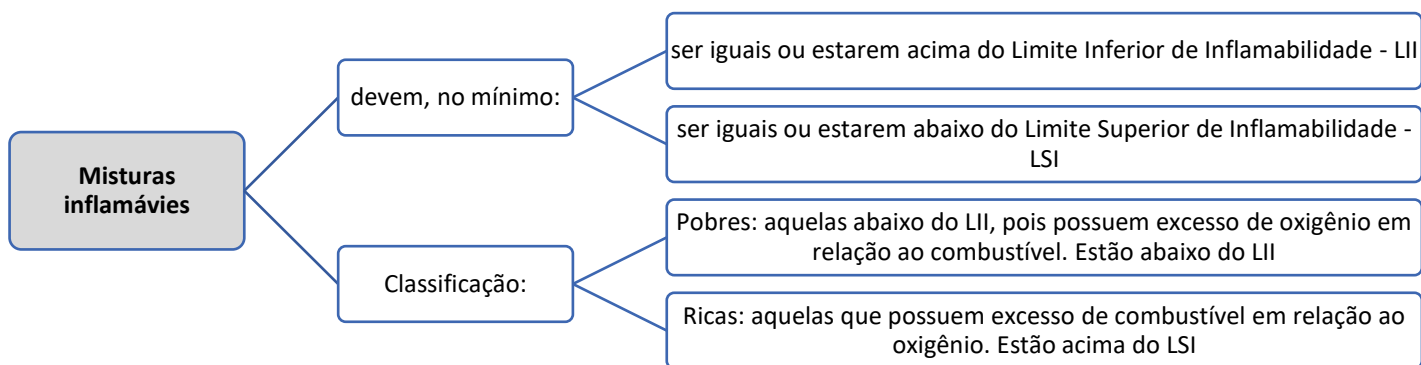 Misturas
inflamávies
devem, no mínimo:
ser iguais ou estarem acima do Limite Inferior de Inflamabilidade - LII
ser iguais ou estarem abaixo do Limite Superior de Inflamabilidade -
LSI
Classificação:
Pobres: aquelas abaixo do LII, pois possuem excesso de oxigênio em
relação ao combustível. Estão abaixo do LII
Ricas: aquelas que possuem excesso de combustível em relação ao
oxigênio. Estão acima do LSI